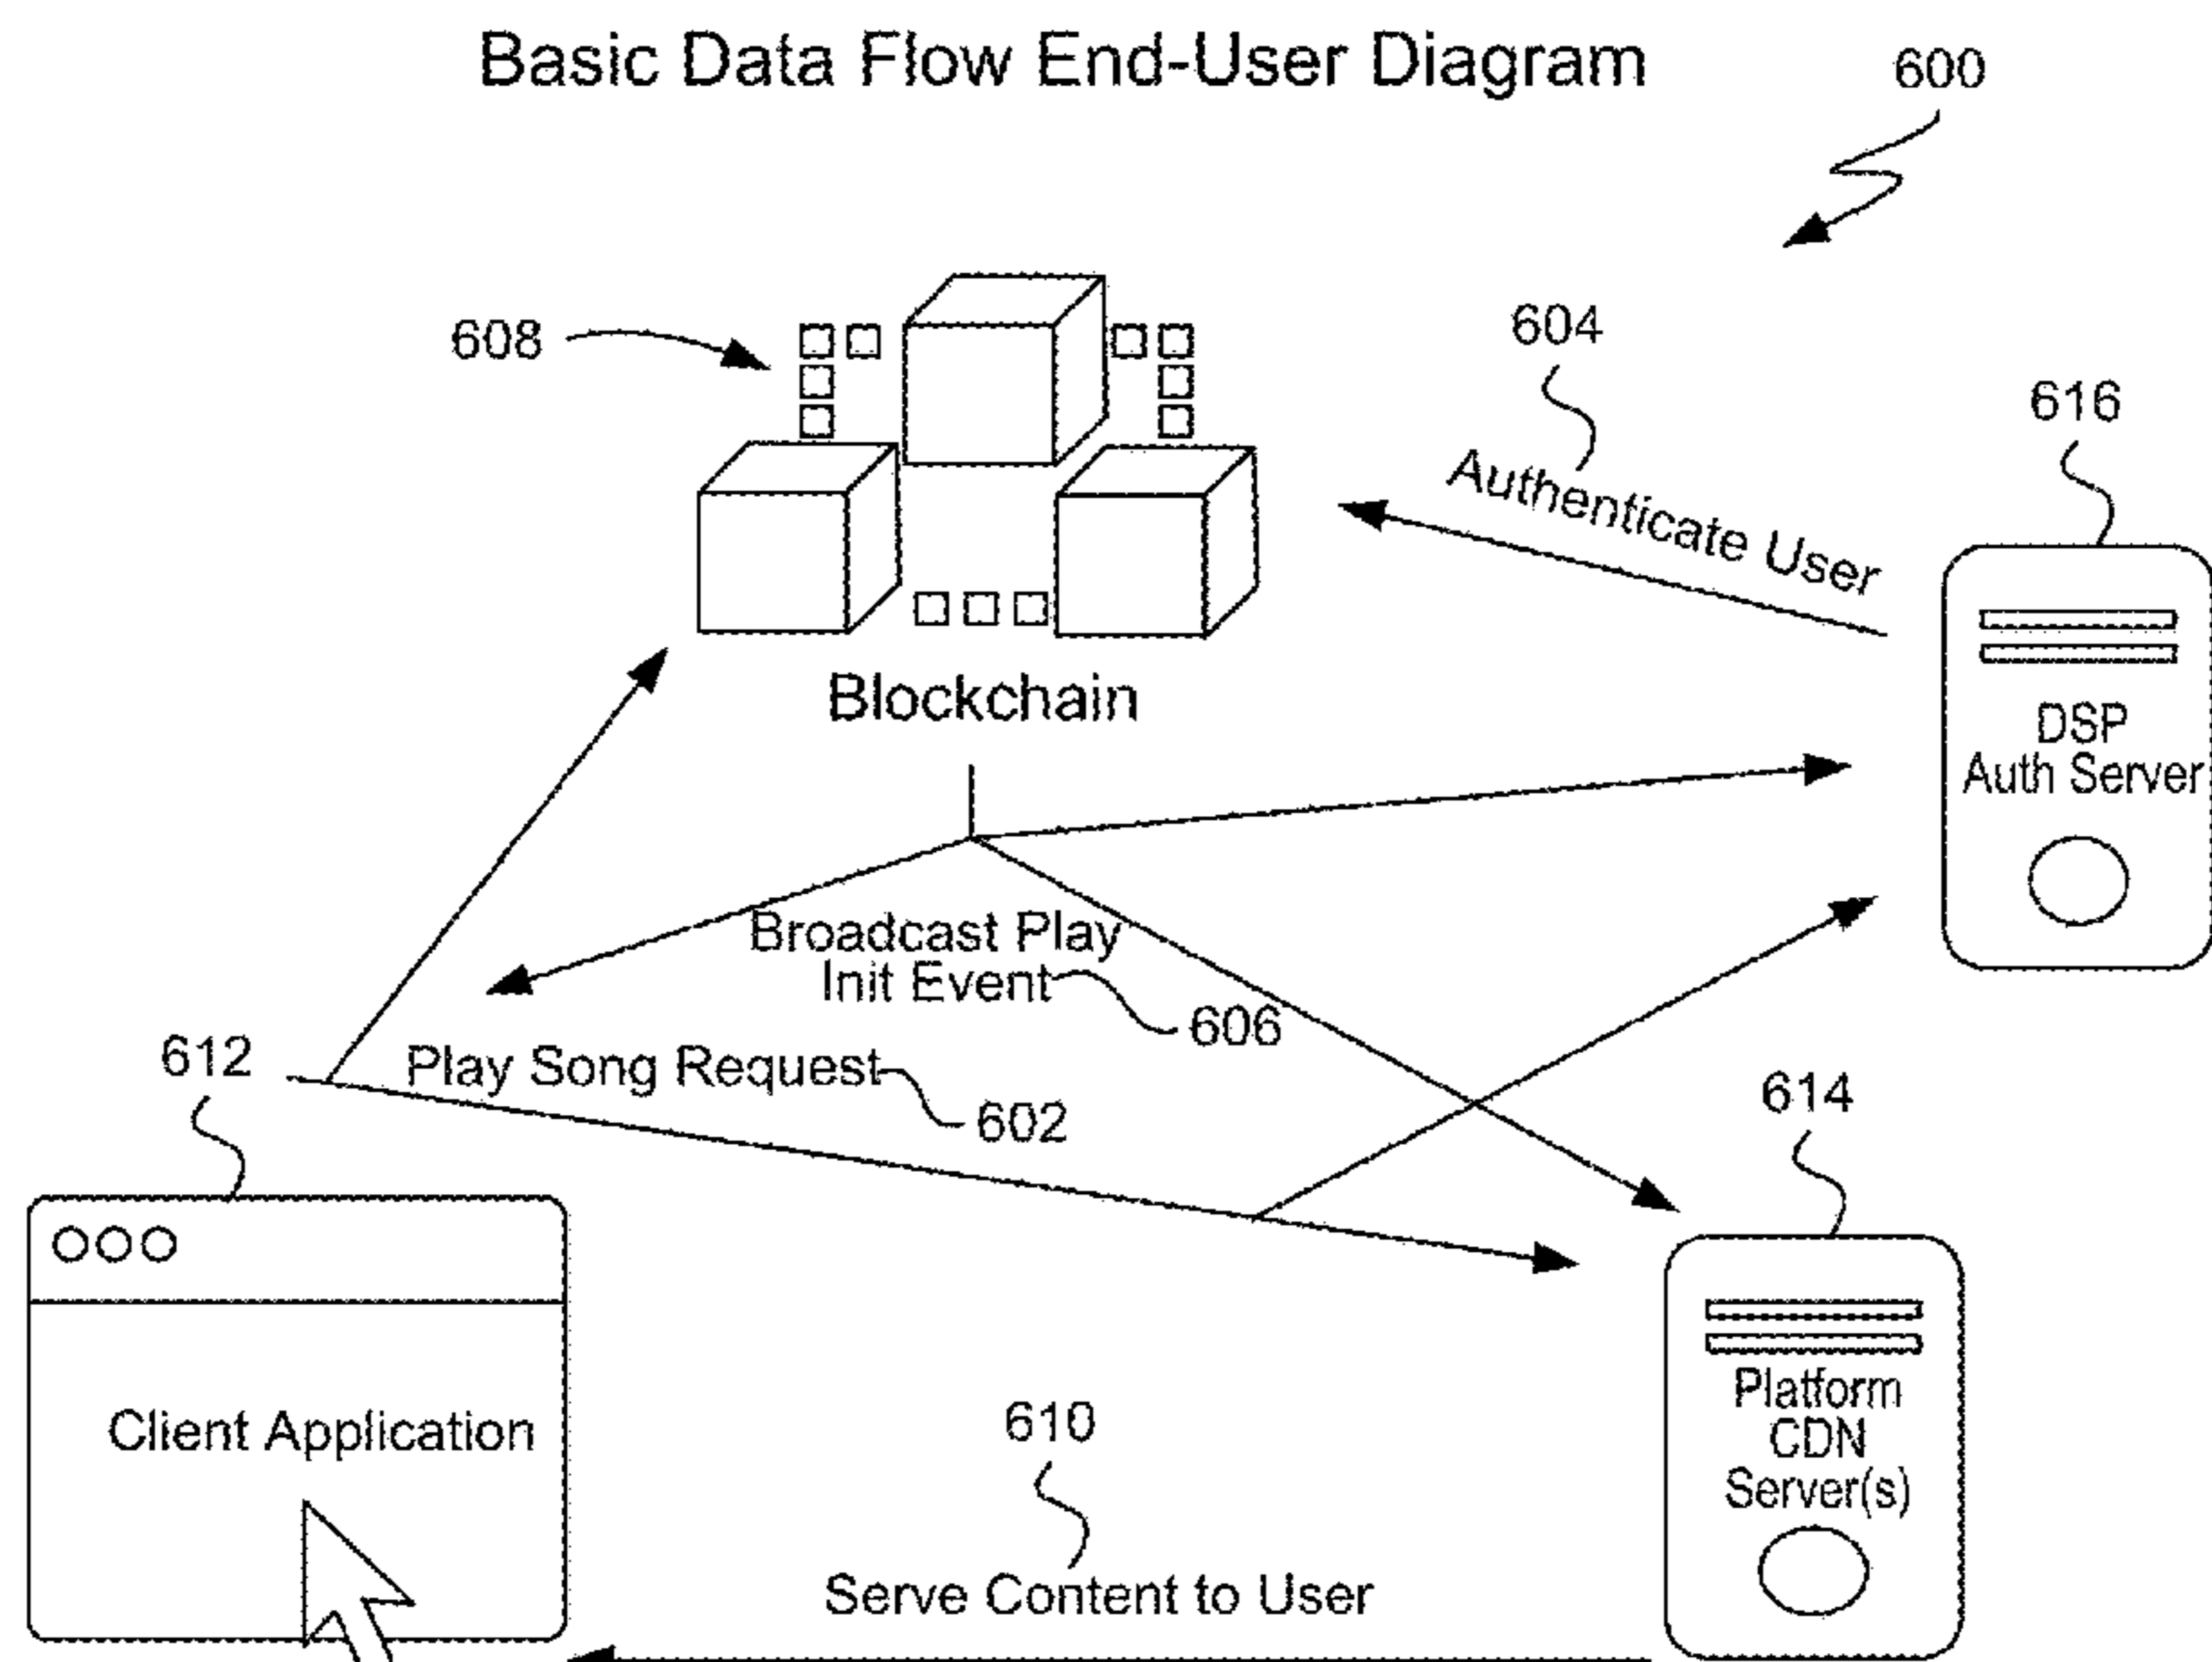 Basic Data Flow End-User Diagram
600
608
604
616
Authenticate User
Blockchain
DSP
Auth Server
Broadcast Play
Init Event
606
612
Play Song Request
602
614
Client Application
610
Platform
CDN
Server(s)
Serve Content to User